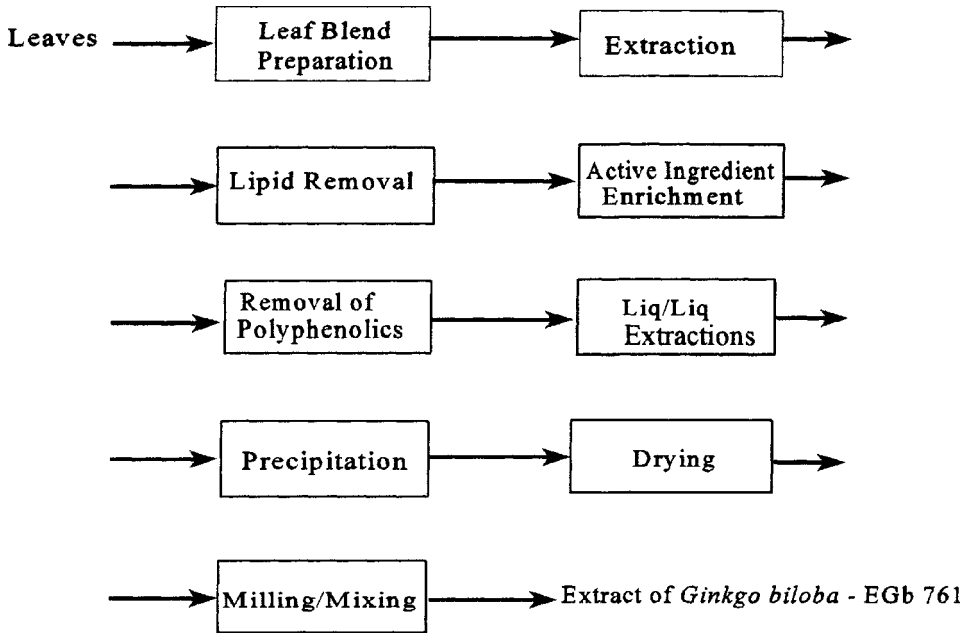 Leaves
Leaf Blend
Preparation
Extraction
Lipid Removal
Active Ingredient
Enrichment
Removal of
Polyphenolics
Liq/Liq
Extractions
Precipitation
Drying
Milling/Mixing
Extract of Ginkgo biloba - EGb 761